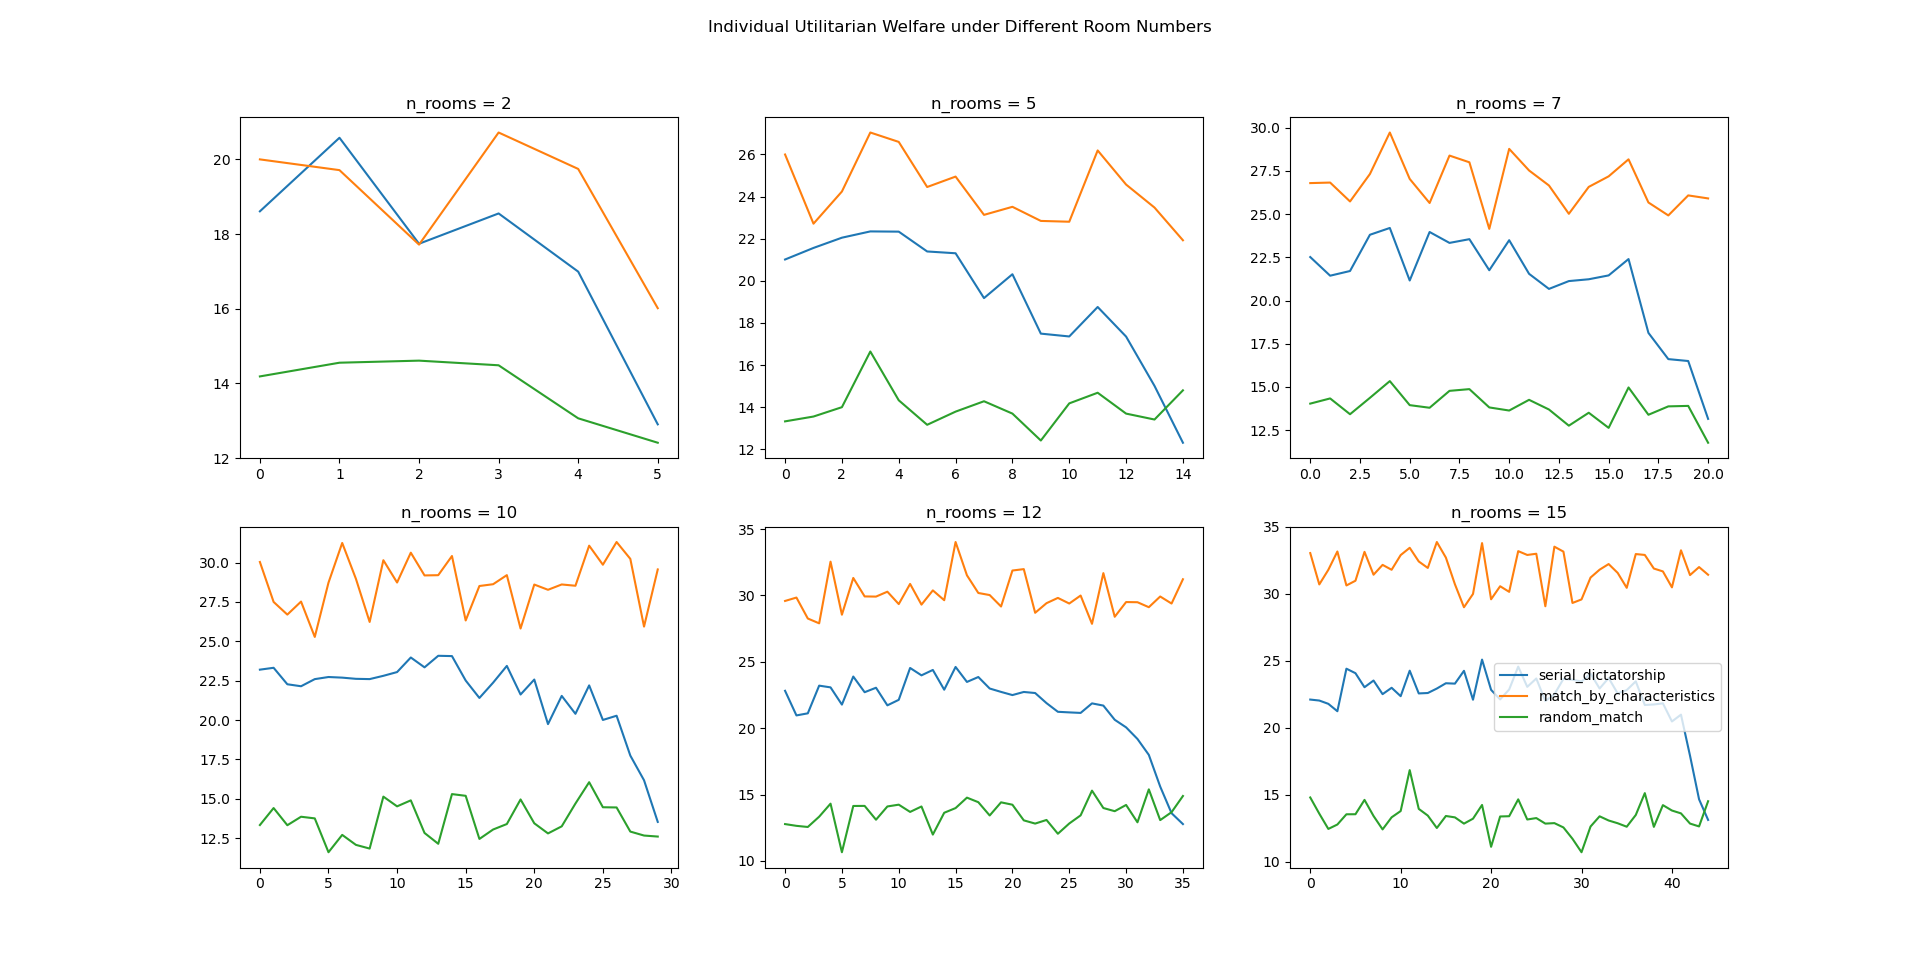 Individual Utilitarian Welfare under Different Room Numbers
n_rooms = 2
20
18
16
14
12
0 1 2 3 4 5
n_rooms = 5
26
24
22
20
18
16
14
12
0 2 4 6 8 10 12 14
n_rooms = 7
30.0
27.5
25.0
22.5
20.0
17.5
15.0
12.5
0.0 2.5 5.0 7.5 10.0 12.5 15.0 17.5 20.0
n_rooms = 10
30.0
27.5
25.0
22.5
20.0
17.5
15.0
12.5
0 5 10 15 20 25 30
n_rooms = 12
35
30
25
20
15
10
0 5 10 15 20 25 30 35
n_rooms = 15
35
30
25
20
15
10
0 10 20 30 40
serial_dictatorship
match_by_characteristics
random_match